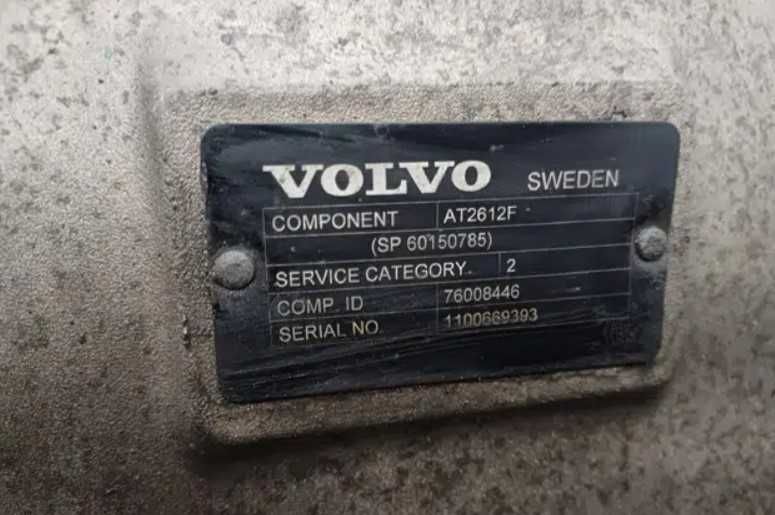 VOLVO SWEDEN
COMPONENT AT2612F
(SP 60150785)
SERVICE CATEGORY 2
COMP. ID 76008446
SERIAL NO. 1100669393